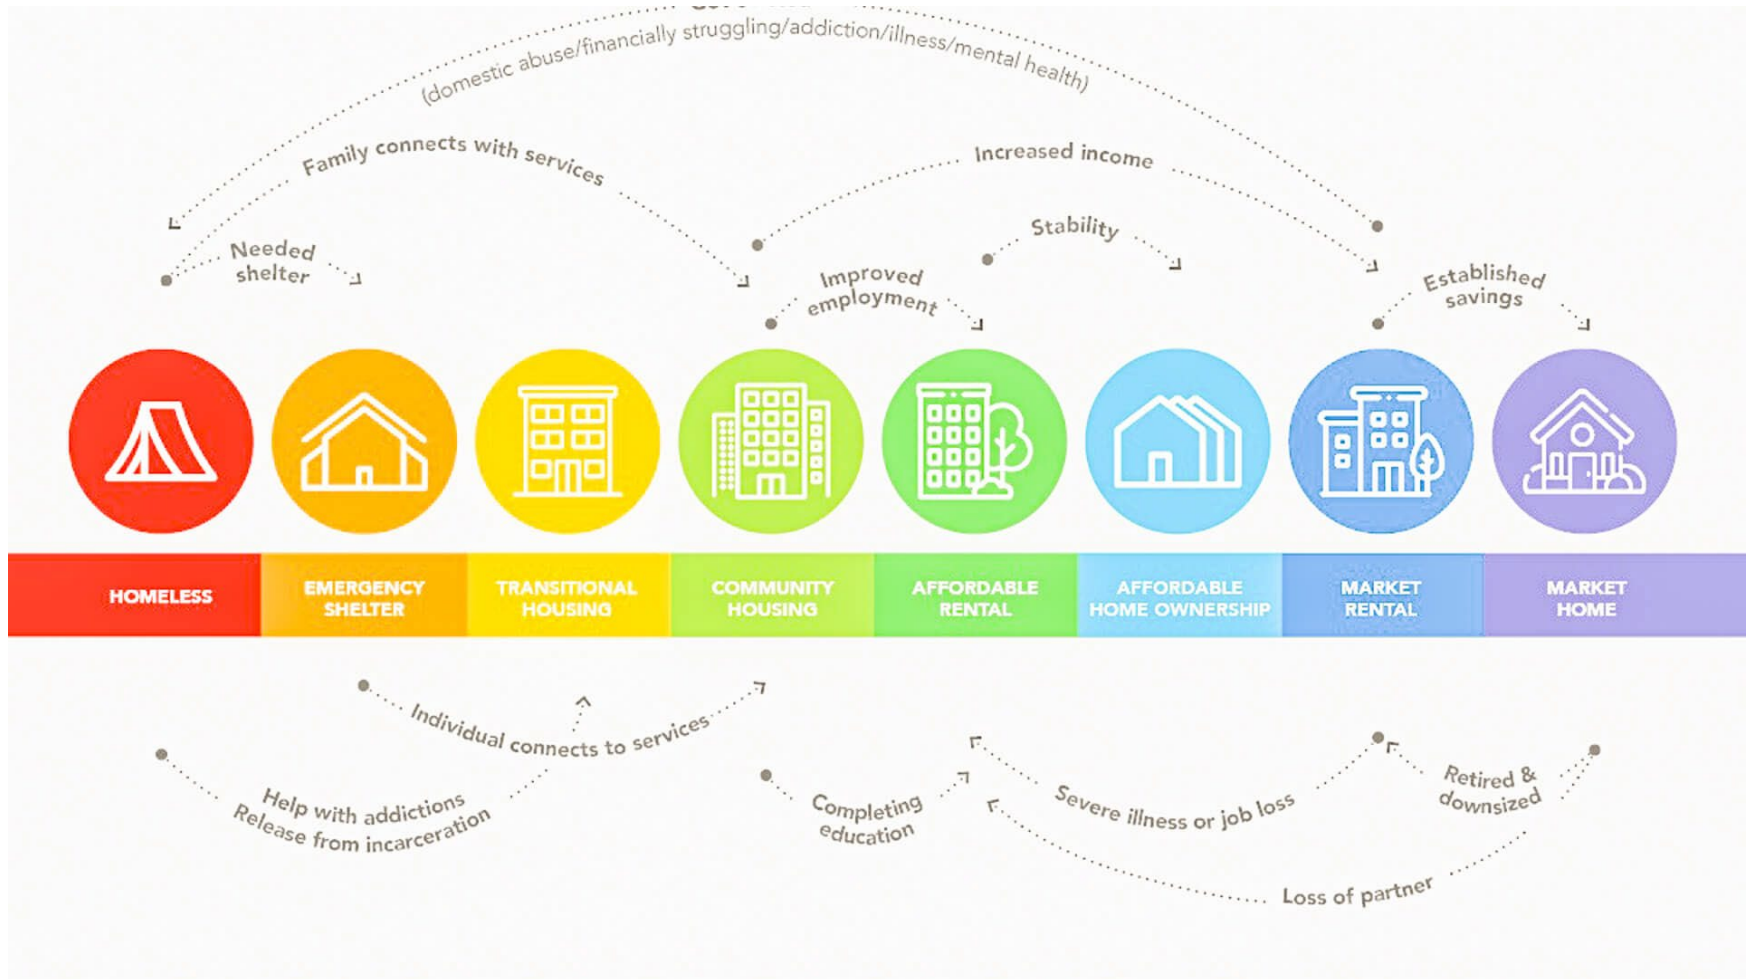 (domestic abuse/financially struggling/addiction/illness/mental health)
Family connects with services
Increased income
Needed
shelter
Stability
Improved
employment
Established
savings
HOMELESS
EMERGENCY
SHELTER
TRANSITIONAL
HOUSING
COMMUNITY
HOUSING
AFFORDABLE
RENTAL
AFFORDABLE
HOME OWNERSHIP
MARKET
RENTAL
MARKET
HOME
Individual connects to services
Help with addictions
Release from incarceration
Completing
education
Severe illness or job loss
Retired &
downsized
Loss of partner